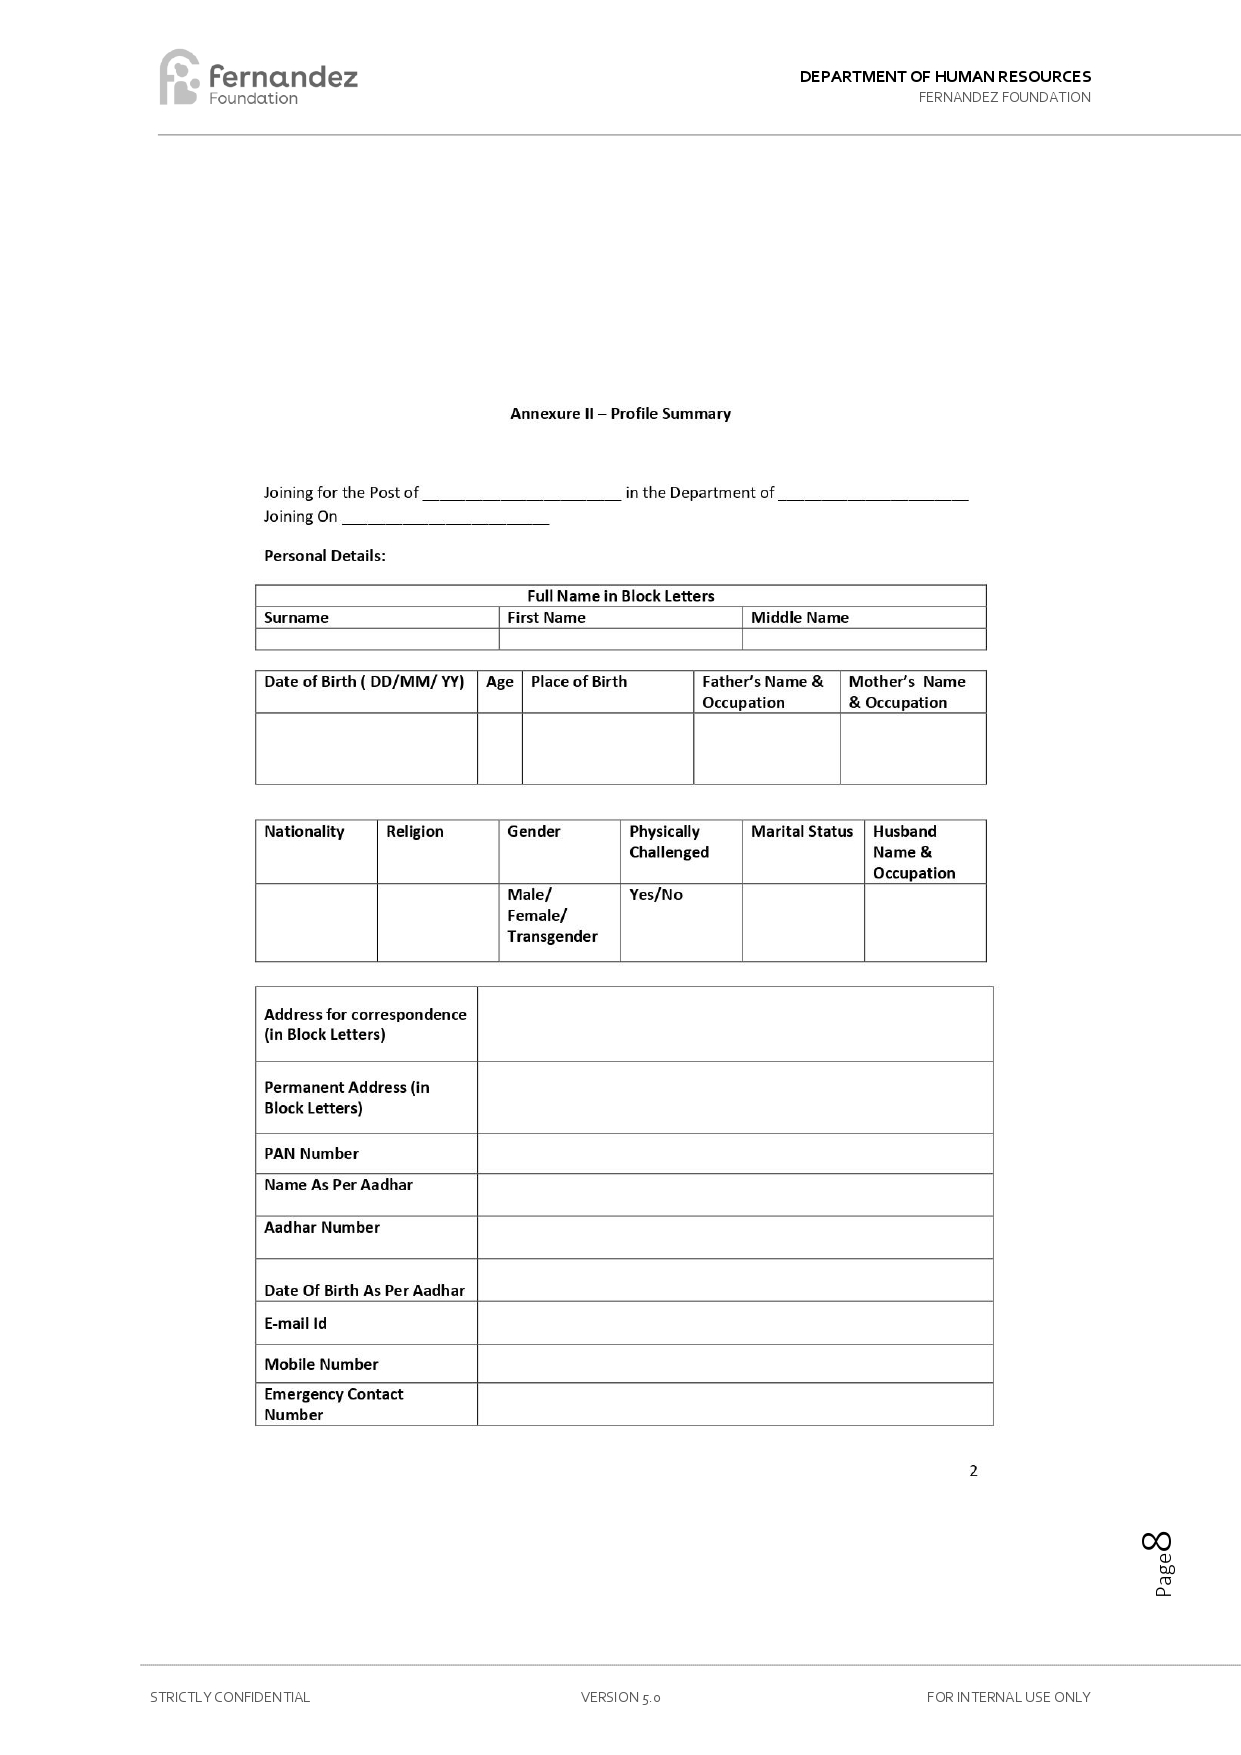 fernandez
Foundation
DEPARTMENT OF HUMAN RESOURCES
FERNANDEZ FOUNDATION
Annexure II – Profile Summary
Joining for the Post of _______________________ in the Department of ______________________
Joining On ________________________
Personal Details:
Full Name in Block Letters
Surname First Name Middle Name
Date of Birth ( DD/MM/ YY) Age Place of Birth Father’s Name & Mother’s Name
Occupation & Occupation
Nationality Religion Gender Physically Marital Status Husband
Challenged Name &
Occupation
Male/ Yes/No
Female/
Transgender
Address for correspondence
(in Block Letters)
Permanent Address (in
Block Letters)
PAN Number
Name As Per Aadhar
Aadhar Number
Date Of Birth As Per Aadhar
E-mail Id
Mobile Number
Emergency Contact
Number
2
Page8
STRICTLY CONFIDENTIAL VERSION 5.0 FOR INTERNAL USE ONLY